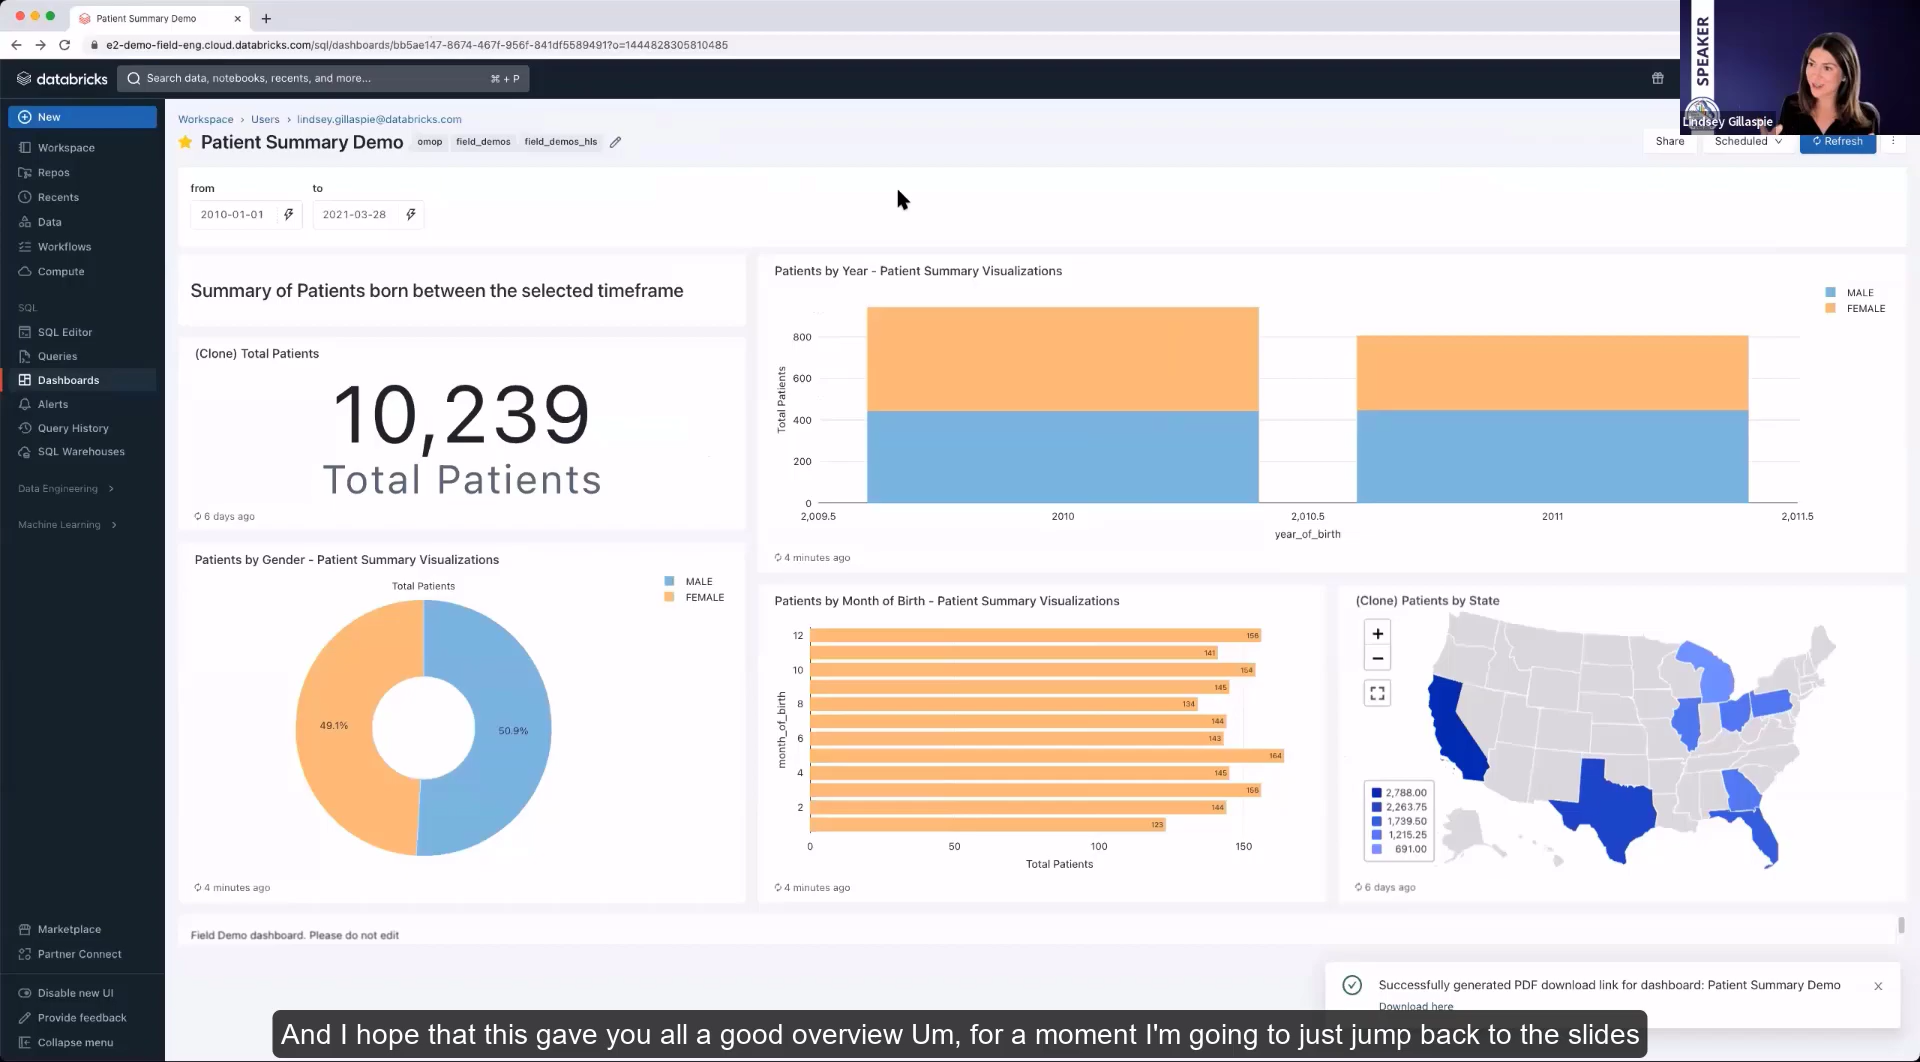 Patient Summary Demo
e2-demo-field-eng.cloud.databricks.com/sql/dashboards/bb5ae147-8674-467f-956f-841df5589491?o=1444828305810485
SPEAKER
Lindsey Gillaspie
databricks
Search data, notebooks, recents, and more...
⌘ + P
New
Workspace
Repos
Recents
Data
Workflows
Compute
SQL
SQL Editor
Queries
Dashboards
Alerts
Query History
SQL Warehouses
Data Engineering >
Machine Learning >
Marketplace
Partner Connect
Disable new UI
Provide feedback
Collapse menu
Workspace > Users > lindsey.gillaspie@databricks.com
Patient Summary Demo omop field_demos field_demos_hls
Share Scheduled Refresh
from to
2010-01-01 2021-03-28
Summary of Patients born between the selected timeframe
(Clone) Total Patients
10,239
Total Patients
6 days ago
Patients by Year - Patient Summary Visualizations
MALE
FEMALE
800
600
400
200
0
Total Patients
2,009.5 2010 2,010.5 2011 2,011.5
year_of_birth
4 minutes ago
Patients by Gender - Patient Summary Visualizations
Total Patients
MALE
FEMALE
49.1% 50.9%
4 minutes ago
Patients by Month of Birth - Patient Summary Visualizations
month_of_birth
12 156
141
10 154
145
8 134
144
6 143
164
4 145
156
2 144
123
0 50 100 150
Total Patients
4 minutes ago
(Clone) Patients by State
+
−
2,788.00
2,263.75
1,739.50
1,215.25
691.00
6 days ago
Field Demo dashboard. Please do not edit
Successfully generated PDF download link for dashboard: Patient Summary Demo
Download here
And I hope that this gave you all a good overview Um, for a moment I'm going to just jump back to the slides